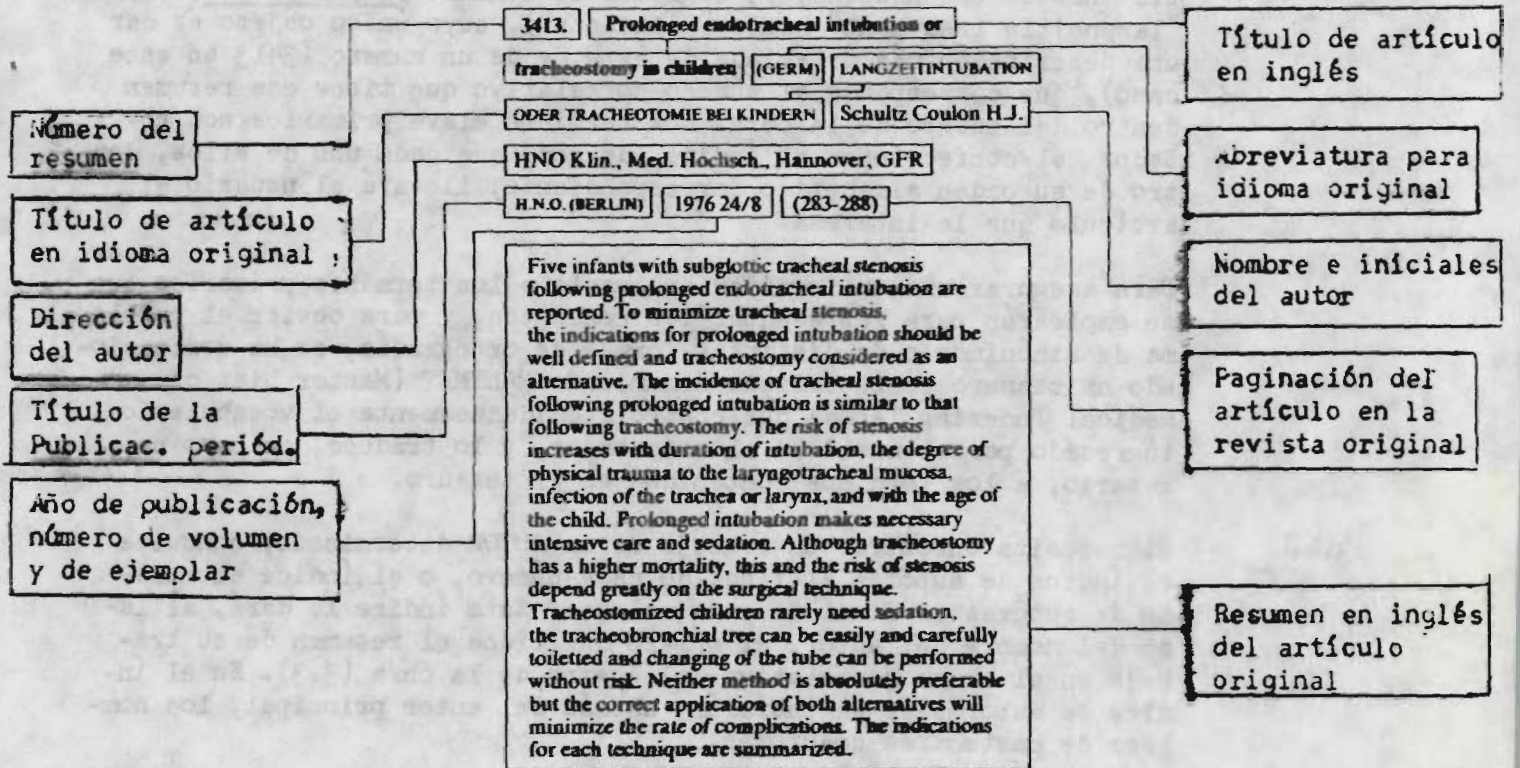 3413. Prolonged endotracheal intubation or
tracheostomy in children (GERM) LANGZEITINTUBATION
ODER TRACHEOTOMIE BEI KINDERN Schultz Coulon H.J.
HNO Klin., Med. Hochsch., Hannover, GFR
H.N.O. (BERLIN) 1976 24/8 (283-288)
Número del
resumen
Título de artículo
en idioma original
Dirección
del autor
Título de la
Publicac. perióđ.
Año de publicación,
número de volumen
y de ejemplar
Five infants with subglottic tracheal stenosis
following prolonged endotracheal intubation are
reported. To minimize tracheal stenosis,
the indications for prolonged intubation should be
well defined and tracheostomy considered as an
alternative. The incidence of tracheal stenosis
following prolonged intubation is similar to that
following tracheotomy. The risk of stenosis
increases with duration of intubation, the degree of
physical trauma to the laryngotracheal mucosa,
infection of the trachea or larynx, and with the age of
the child. Prolonged intubation makes necessary
intensive care and sedation. Although tracheostomy
has a higher mortality, this and the risk of stenosis
depend greatly on the surgical technique.
Tracheostomized children rarely need sedation,
the tracheobronchial tree can be easily and carefully
toiletted and changing of the tube can be performed
without risk. Neither method is absolutely preferable
but the correct application of both alternatives will
minimize the rate of complications. The indications
for each technique are summarized.
Título de artículo
en inglés
Abreviatura para
idioma original
Nombre e iniciales
del autor
Paginación del
artículo en la
revista original
Resumen en inglés
del artículo
original